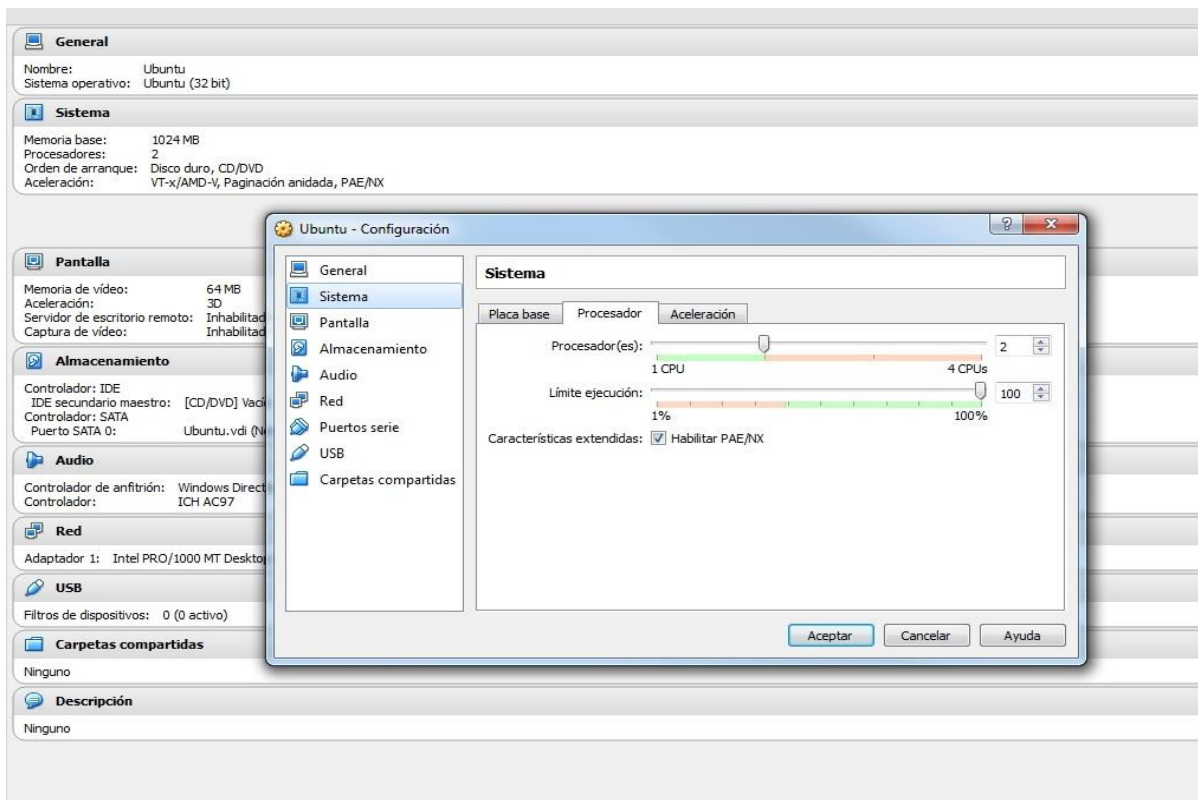 General
Nombre: Ubuntu
Sistema operativo: Ubuntu (32 bit)
Sistema
Memoria base: 1024 MB
Procesadores: 2
Orden de arranque: Disco duro, CD/DVD
Aceleración: VT-x/AMD-V, Paginación anidada, PAE/NX
Pantalla
Memoria de vídeo: 64 MB
Aceleración: 3D
Servidor de escritorio remoto: Inhabilitad
Captura de vídeo: Inhabilitad
Almacenamiento
Controlador: IDE
IDE secundario maestro: [CD/DVD] Vací
Controlador: SATA
Puerto SATA 0: Ubuntu.vdi (N
Audio
Controlador de anfitrión: Windows Direct
Controlador: ICH AC97
Red
Adaptador 1: Intel PRO/1000 MT Deskto
USB
Filtros de dispositivos: 0 (0 activo)
Carpetas compartidas
Ninguno
Descripción
Ninguno
Ubuntu - Configuración
General
Sistema
Pantalla
Almacenamiento
Audio
Red
Puertos serie
USB
Carpetas compartidas
Sistema
Placa base Procesador Aceleración
Procesador(es): 2
1 CPU 4 CPUs
Límite ejecución: 100
1% 100%
Características extendidas: Habilitar PAE/NX
Aceptar Cancelar Ayuda